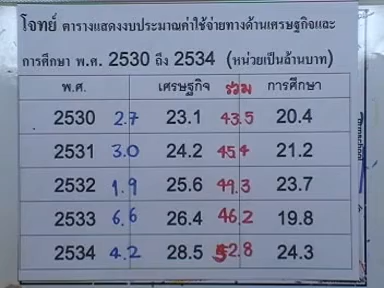 โจทย์ ตารางแสดงงบประมาณค่าใช้จ่ายทางด้านเศรษฐกิจและ
การศึกษา พ.ศ. 2530 ถึง 2534 (หน่วยเป็นล้านบาท)
พ.ศ. เศรษฐกิจ รวม การศึกษา
2530 2.7 23.1 43.5 20.4
2531 3.0 24.2 45.4 21.2
2532 1.9 25.6 49.3 23.7
2533 6.6 26.4 46.2 19.8
2534 4.2 28.5 52.8 24.3